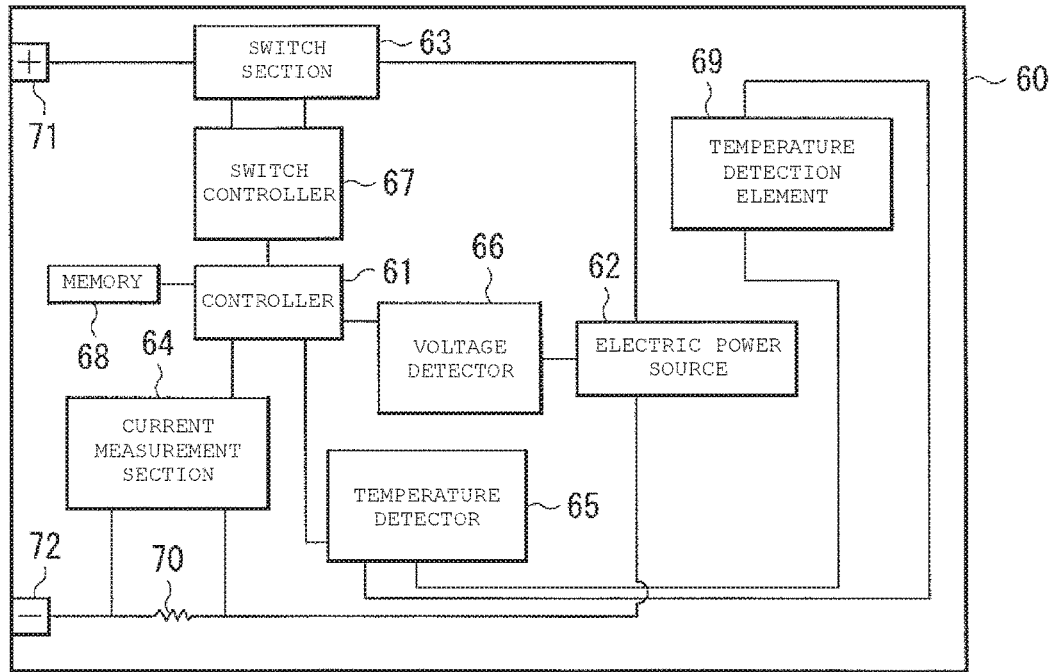 SWITCH
SECTION
63
+
71
69
60
TEMPERATURE
DETECTION
ELEMENT
SWITCH
CONTROLLER
67
MEMORY
68
CONTROLLER
61
66
VOLTAGE
DETECTOR
62
ELECTRIC POWER
SOURCE
64
CURRENT
MEASUREMENT
SECTION
TEMPERATURE
DETECTOR
65
72
−
70